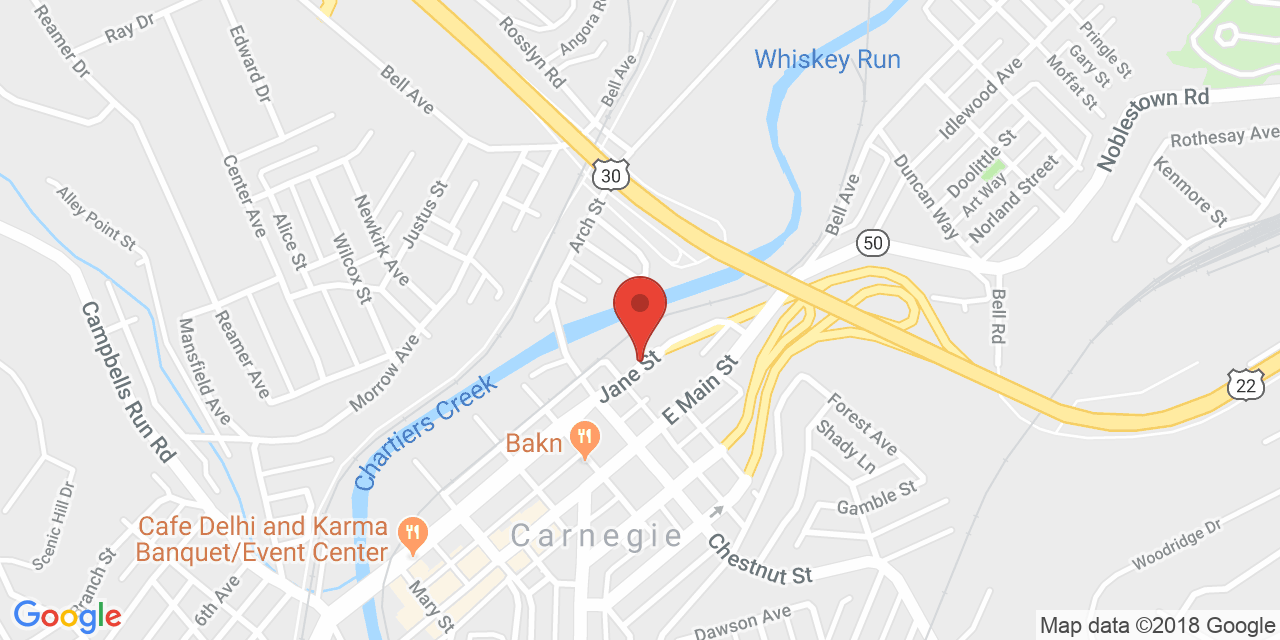 Reamer Dr
Ray Dr
Edward Dr
Bell Ave
Rosslyn Rd
Angora R
Bell Ave
Whiskey Run
Pringle St
Gary St
Moffat St
Idlewood Ave
Noblestown Rd
Rothesay Ave
Kenmore St
Doolittle St
Art Way
Norland Street
Duncan Way
30
Alley Point St
Center Ave
Alice St
Newkirk Ave
Wilcox St
Justus St
Arch St
Bell Ave
50
Bell Rd
Campbells Run Rd
Mansfield Ave
Reamer Ave
Morrow Ave
Chartiers Creek
Jane St
E Main St
22
Forest Ave
Shady Ln
Gamble St
Bakn
Scenic Hill Dr
Cafe Delhi and Karma
Banquet/Event Center
Carnegie
Chestnut St
Woodridge Dr
Branch St
6th Ave
Mary St
Dawson Ave
Google
Map data ©2018 Google